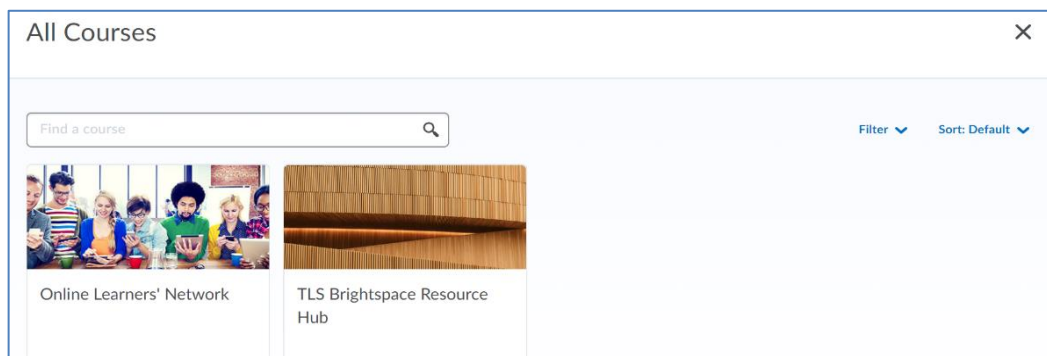 All Courses
Find a course
Filter
Sort: Default
Online Learners' Network
TLS Brightspace Resource
Hub